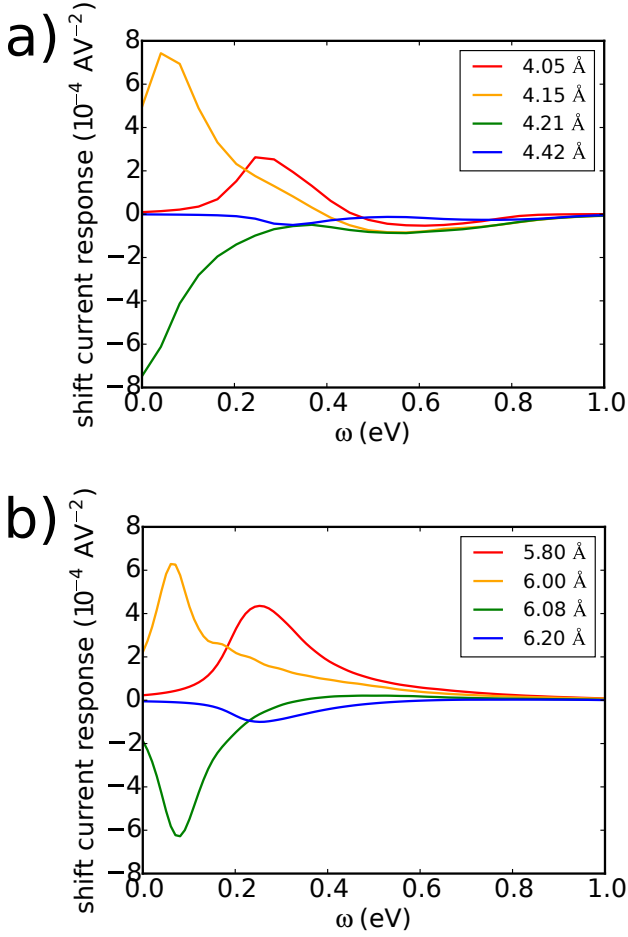 a)
shift current response (10⁻⁴ AV⁻²)
8
6
4
2
0
−2
−4
−6
−8
4.05 Å
4.15 Å
4.21 Å
4.42 Å
0.0 0.2 0.4 0.6 0.8 1.0
ω (eV)
b)
shift current response (10⁻⁴ AV⁻²)
8
6
4
2
0
−2
−4
−6
−8
5.80 Å
6.00 Å
6.08 Å
6.20 Å
0.0 0.2 0.4 0.6 0.8 1.0
ω (eV)